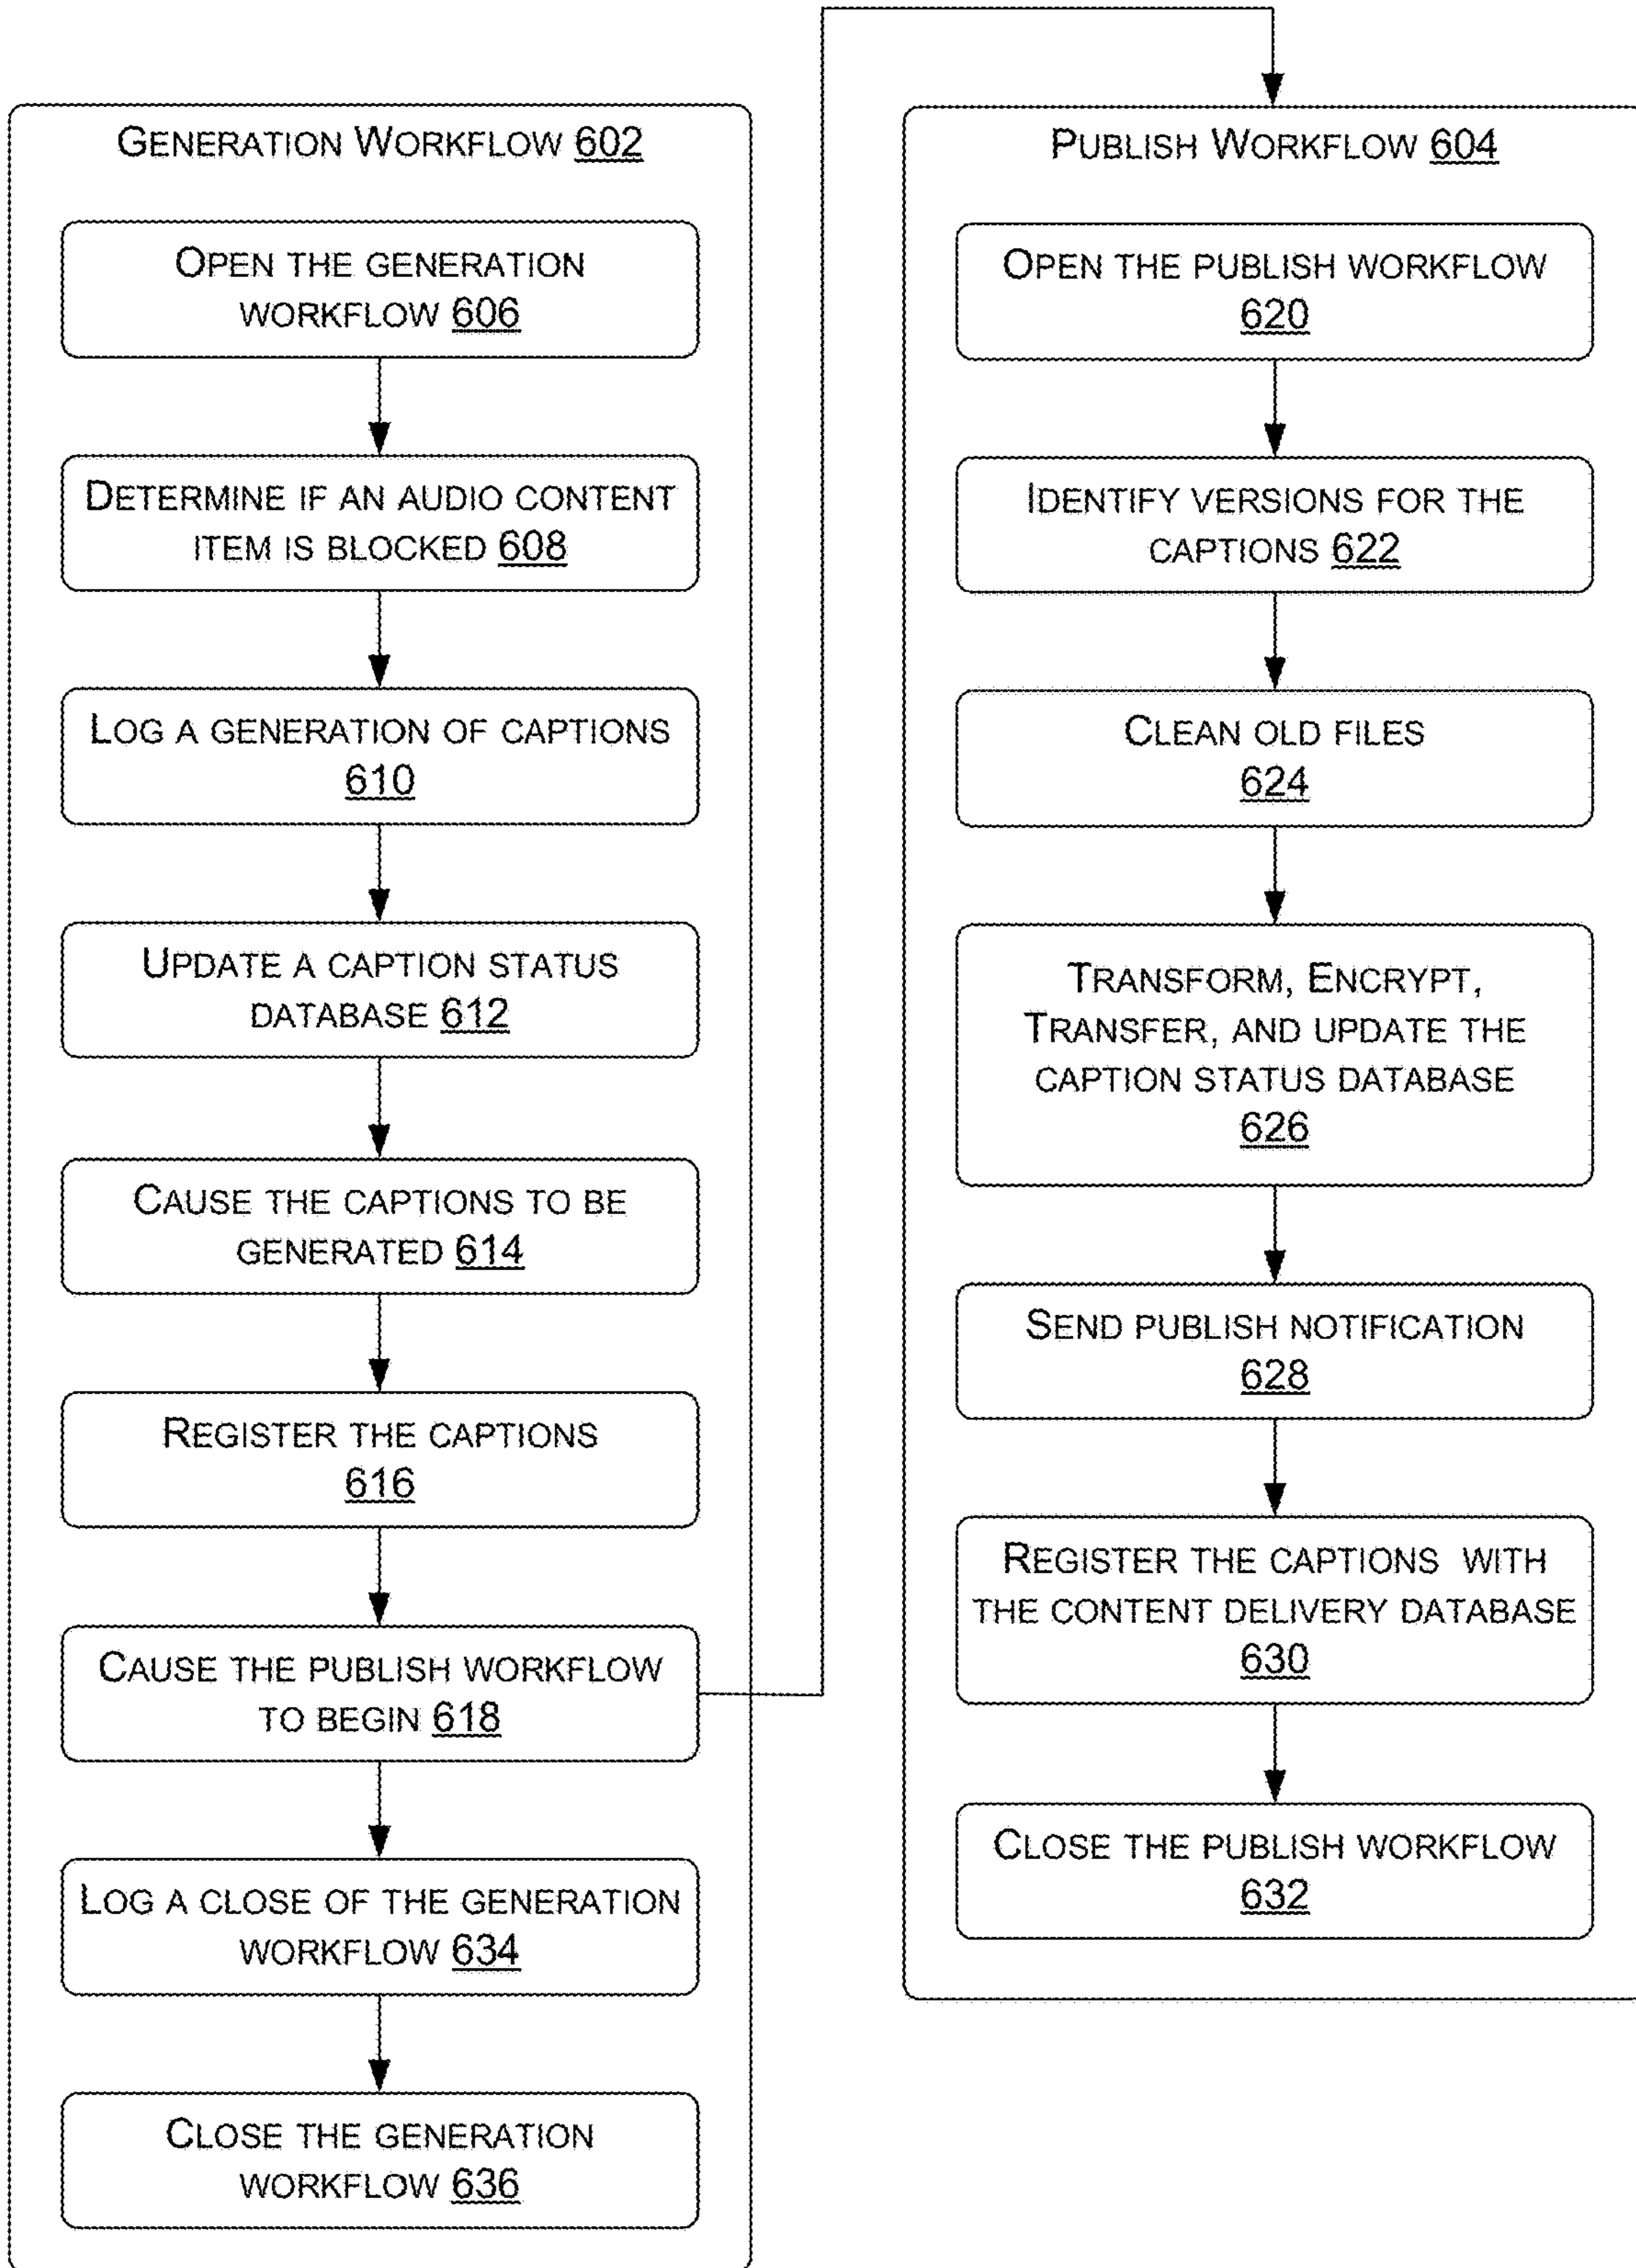 GENERATION WORKFLOW 602
OPEN THE GENERATION
WORKFLOW 606
DETERMINE IF AN AUDIO CONTENT
ITEM IS BLOCKED 608
LOG A GENERATION OF CAPTIONS
610
UPDATE A CAPTION STATUS
DATABASE 612
CAUSE THE CAPTIONS TO BE
GENERATED 614
REGISTER THE CAPTIONS
616
CAUSE THE PUBLISH WORKFLOW
TO BEGIN 618
LOG A CLOSE OF THE GENERATION
WORKFLOW 634
CLOSE THE GENERATION
WORKFLOW 636
PUBLISH WORKFLOW 604
OPEN THE PUBLISH WORKFLOW
620
IDENTIFY VERSIONS FOR THE
CAPTIONS 622
CLEAN OLD FILES
624
TRANSFORM, ENCRYPT,
TRANSFER, AND UPDATE THE
CAPTION STATUS DATABASE
626
SEND PUBLISH NOTIFICATION
628
REGISTER THE CAPTIONS WITH
THE CONTENT DELIVERY DATABASE
630
CLOSE THE PUBLISH WORKFLOW
632